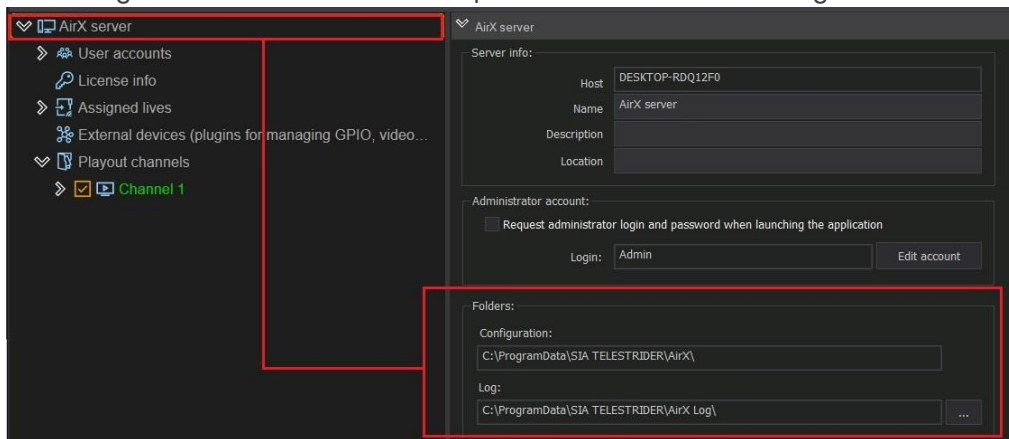 AirX server
User accounts
License info
Assigned lives
External devices (plugins for managing GPIO, video...
Playout channels
Channel 1
AirX server
Server info:
Host DESKTOP-RDQ12F0
Name AirX server
Description
Location
Administrator account:
Request administrator login and password when launching the application
Login: Admin Edit account
Folders:
Configuration:
C:\ProgramData\SIA TELESTRIDER\AirX\
Log:
C:\ProgramData\SIA TELESTRIDER\AirX Log\ ...